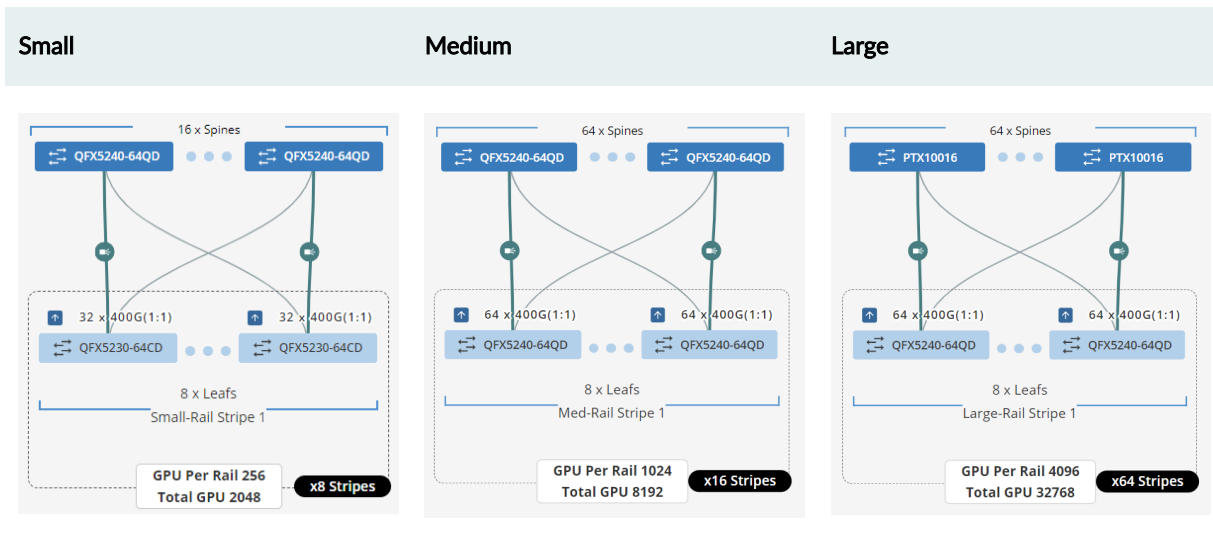 Small
Medium
Large
16 x Spines
QFX5240-64QD
QFX5240-64QD
32 x 400G(1:1)
32 x 400G(1:1)
QFX5230-64CD
QFX5230-64CD
8 x Leafs
Small-Rail Stripe 1
GPU Per Rail 256
Total GPU 2048
x8 Stripes
64 x Spines
QFX5240-64QD
QFX5240-64QD
64 x 400G(1:1)
64 x 400G(1:1)
QFX5240-64QD
QFX5240-64QD
8 x Leafs
Med-Rail Stripe 1
GPU Per Rail 1024
Total GPU 8192
x16 Stripes
64 x Spines
PTX10016
PTX10016
64 x 400G(1:1)
64 x 400G(1:1)
QFX5240-64QD
QFX5240-64QD
8 x Leafs
Large-Rail Stripe 1
GPU Per Rail 4096
Total GPU 32768
x64 Stripes